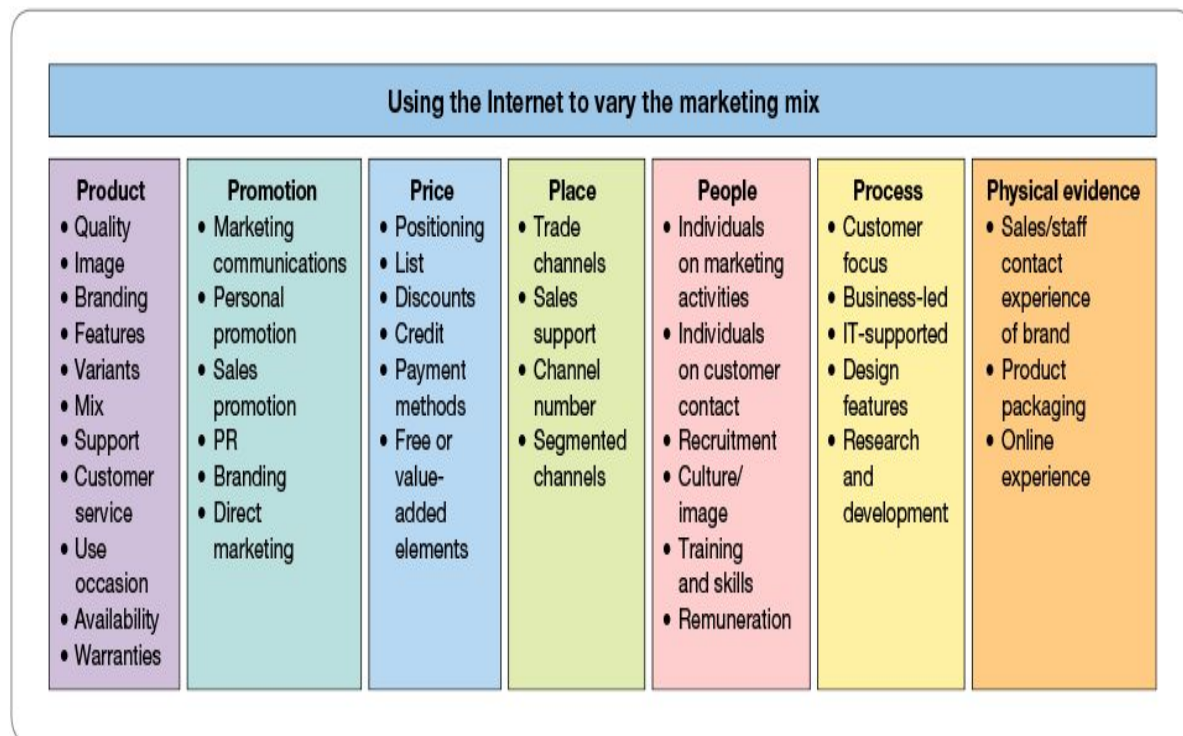 Using the Internet to vary the marketing mix
Product
• Quality
• Image
• Branding
• Features
• Variants
• Mix
• Support
• Customer
service
• Use
occasion
• Availability
• Warranties
Promotion
• Marketing
communications
• Personal
promotion
• Sales
promotion
• PR
• Branding
• Direct
marketing
Price
• Positioning
• List
• Discounts
• Credit
• Payment
methods
• Free or
value-
added
elements
Place
• Trade
channels
• Sales
support
• Channel
number
• Segmented
channels
People
• Individuals
on marketing
activities
• Individuals
on customer
contact
• Recruitment
• Culture/
image
• Training
and skills
• Remuneration
Process
• Customer
focus
• Business-led
• IT-supported
• Design
features
• Research
and
development
Physical evidence
• Sales/staff
contact
experience
of brand
• Product
packaging
• Online
experience